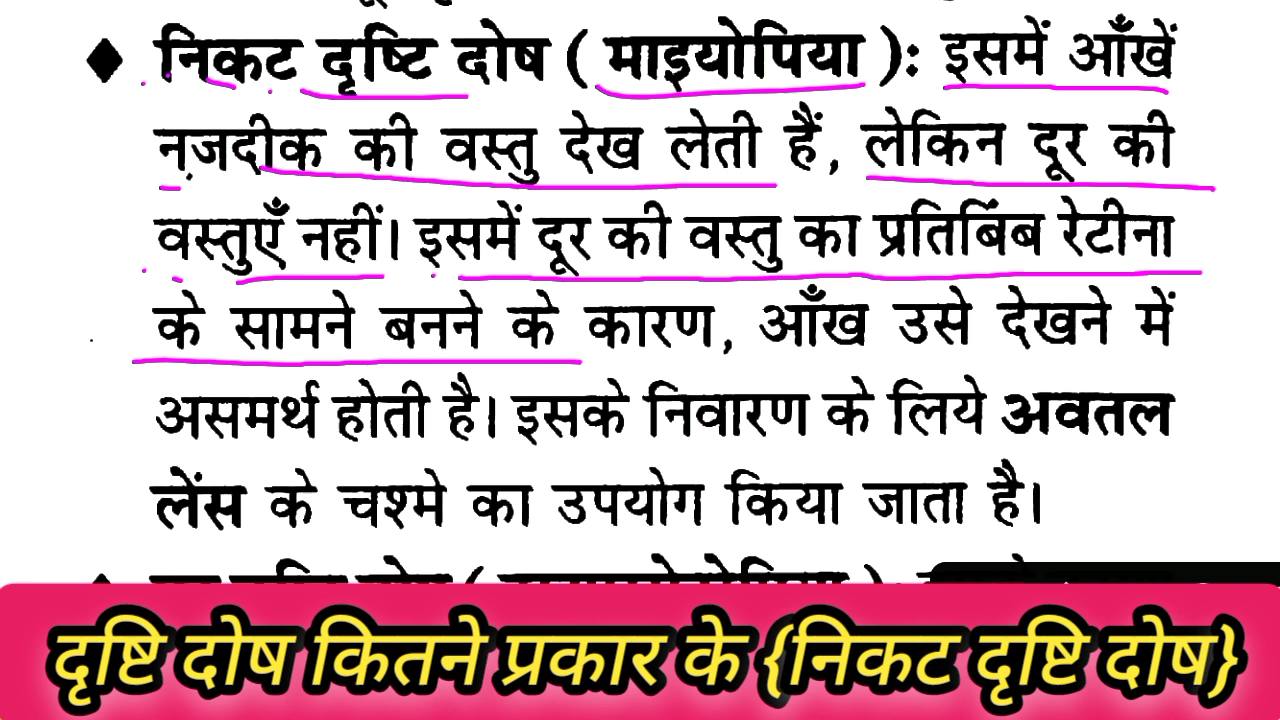 ♦ निकट दृष्टि दोष ( माइयोपिया ): इसमें आँखें
नज़दीक की वस्तु देख लेती हैं, लेकिन दूर की
वस्तुएँ नहीं। इसमें दूर की वस्तु का प्रतिबिंब रेटीना
के सामने बनने के कारण, आँख उसे देखने में
असमर्थ होती है। इसके निवारण के लिये अवतल
लेंस के चश्मे का उपयोग किया जाता है।
दृष्टि दोष कितने प्रकार के {निकट दृष्टि दोष}